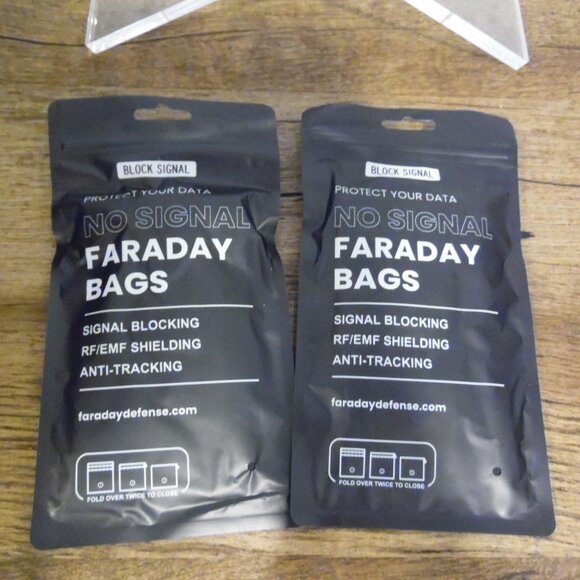 BLOCK SIGNAL
PROTECT YOUR DATA
NO SIGNAL
FARADAY
BAGS
SIGNAL BLOCKING
RF/EMF SHIELDING
ANTI-TRACKING
faradaydefense.com
FOLD OVER TWICE TO CLOSE
BLOCK SIGNAL
PROTECT YOUR DATA
NO SIGNAL
FARADAY
BAGS
SIGNAL BLOCKING
RF/EMF SHIELDING
ANTI-TRACKING
faradaydefense.com
FOLD OVER TWICE TO CLOSE